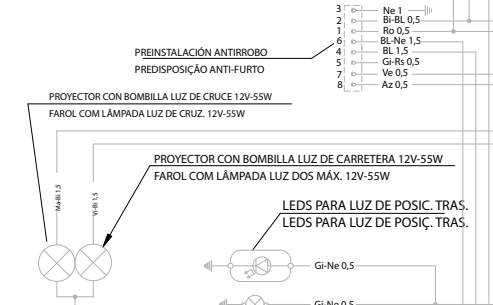 3 Ne 1
2 Bi-BL 0,5
1 Ro 0,5
6 BL-Ne 1,5
4 BL 1,5
5 Gi-Rs 0,5
7 Ve 0,5
8 Az 0,5
PREINSTALACIÓN ANTIRROBO
PREDISPOSIÇÃO ANTI-FURTO
PROYECTOR CON BOMBILLA LUZ DE CRUCE 12V-55W
FAROL COM LÂMPADA LUZ DE CRUZ. 12V-55W
PROYECTOR CON BOMBILLA LUZ DE CARRETERA 12V-55W
FAROL COM LÂMPADA LUZ DOS MÁX. 12V-55W
Ma-Bi 1,5
Vi-Bi 1,5
LEDS PARA LUZ DE POSIC. TRAS.
LEDS PARA LUZ DE POSIÇ. TRAS.
Gi-Ne 0,5
Gi-Ne 0,5